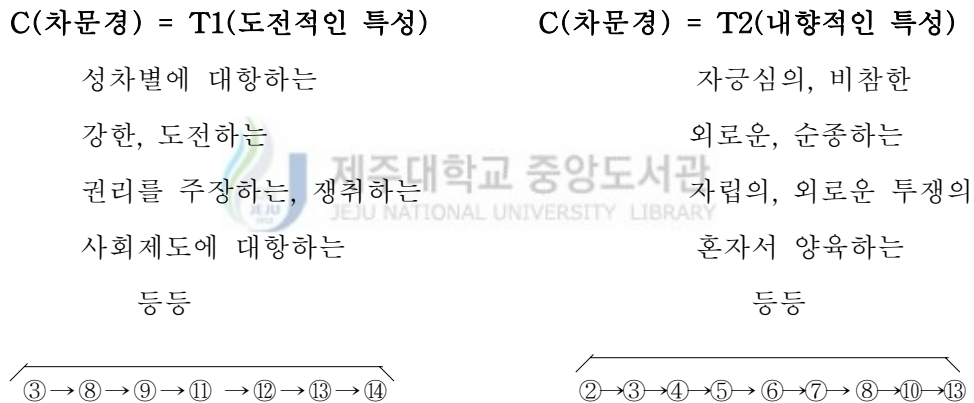 C(차문경) = T1(도전적인 특성)
성차별에 대항하는
강한, 도전하는
권리를 주장하는, 쟁취하는
사회제도에 대항하는
등등
③→⑧→⑨→⑪→⑫→⑬→⑭
C(차문경) = T2(내향적인 특성)
자긍심의, 비참한
외로운, 순종하는
자립의, 외로운 투쟁의
혼자서 양육하는
등등
②→③→④→⑤→⑥→⑦→⑧→⑩→⑬
제주대학교 중앙도서관
JEJU NATIONAL UNIVERSITY LIBRARY
JEJU
1952